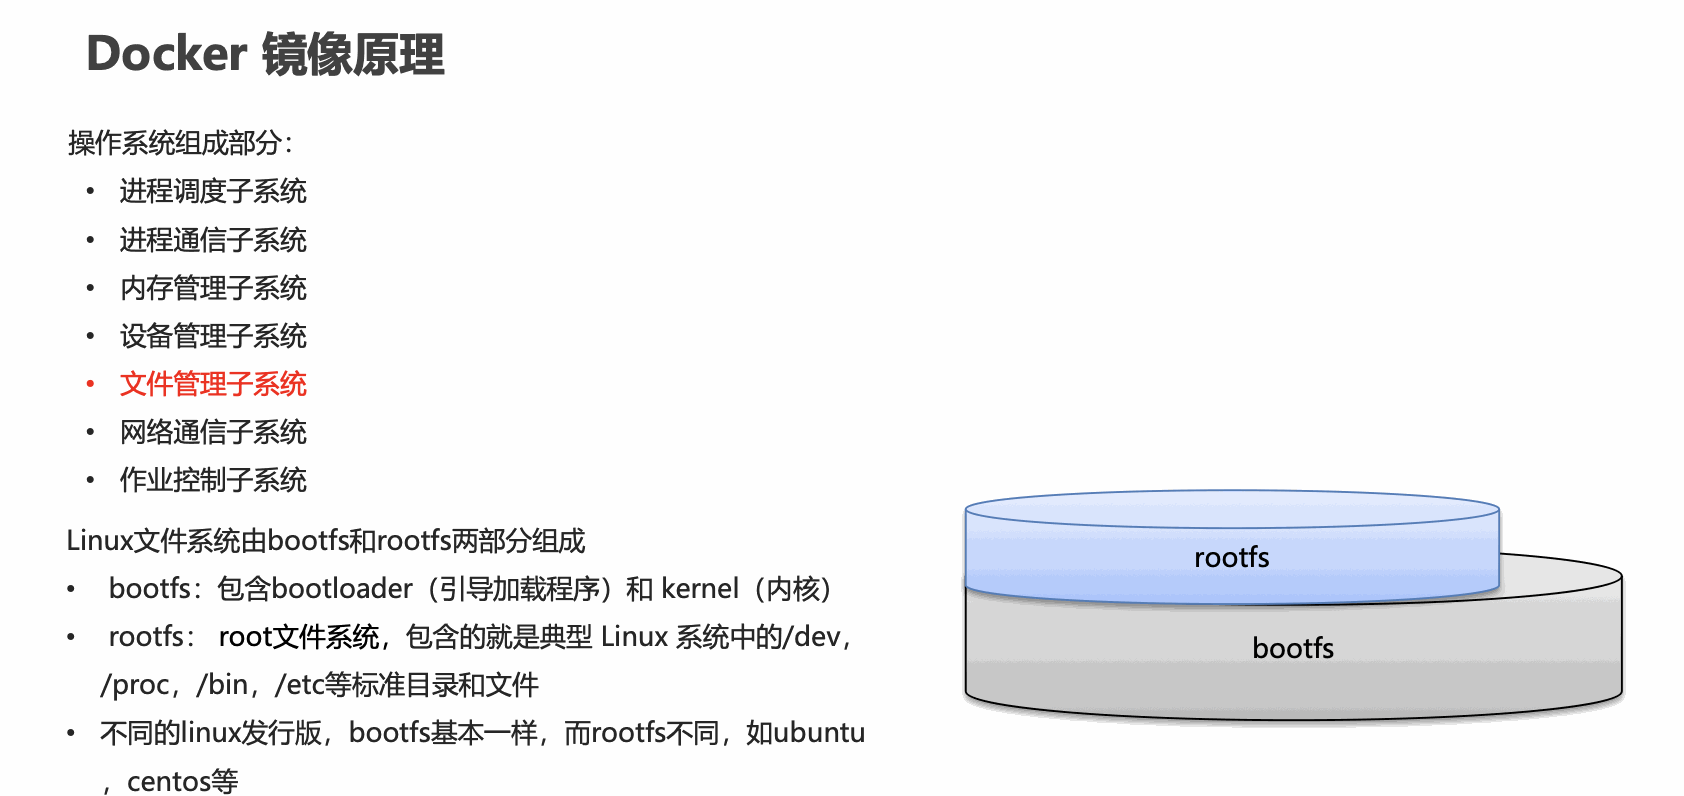 Docker 镜像原理
操作系统组成部分：
• 进程调度子系统
• 进程通信子系统
• 内存管理子系统
• 设备管理子系统
• 文件管理子系统
• 网络通信子系统
• 作业控制子系统
Linux文件系统由bootfs和rootfs两部分组成
• bootfs：包含bootloader（引导加载程序）和 kernel（内核）
• rootfs： root文件系统，包含的就是典型 Linux 系统中的/dev，
/proc，/bin，/etc等标准目录和文件
• 不同的linux发行版，bootfs基本一样，而rootfs不同，如ubuntu
，centos等
rootfs
bootfs